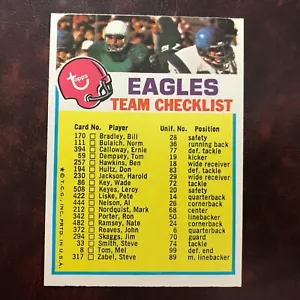 Topps
EAGLES
TEAM CHECKLIST
Card No. Player Unif. No. Position
170 Bradley, Bill 28 safety
111 Bulaich, Norm 36 running back
394 Calloway, Ernie 77 def. tackle
59 Dempsey, Tom 19 kicker
257 Hawkins, Ben 18 wide receiver
194 Hultz, Don 83 def. tackle
230 Jackson, Harold 29 wide receiver
86 Key, Wade 72 tackle
508 Keyes, Leroy 20 safety
422 Liske, Pete 14 quarterback
444 Nelson, Al 26 cornerback
212 Nordquist, Mark 68 center
342 Porter, Ron 50 linebacker
482 Ramsey, Nate 24 cornerback
372 Reaves, John 6 quarterback
294 Skaggs, Jim 70 guard
33 Smith, Steve 74 tackle
8 Tom, Mel 99 def. end
317 Zabel, Steve 89 m. linebacker
★ © T.C.G., INC. PRTD. IN U.S.A.